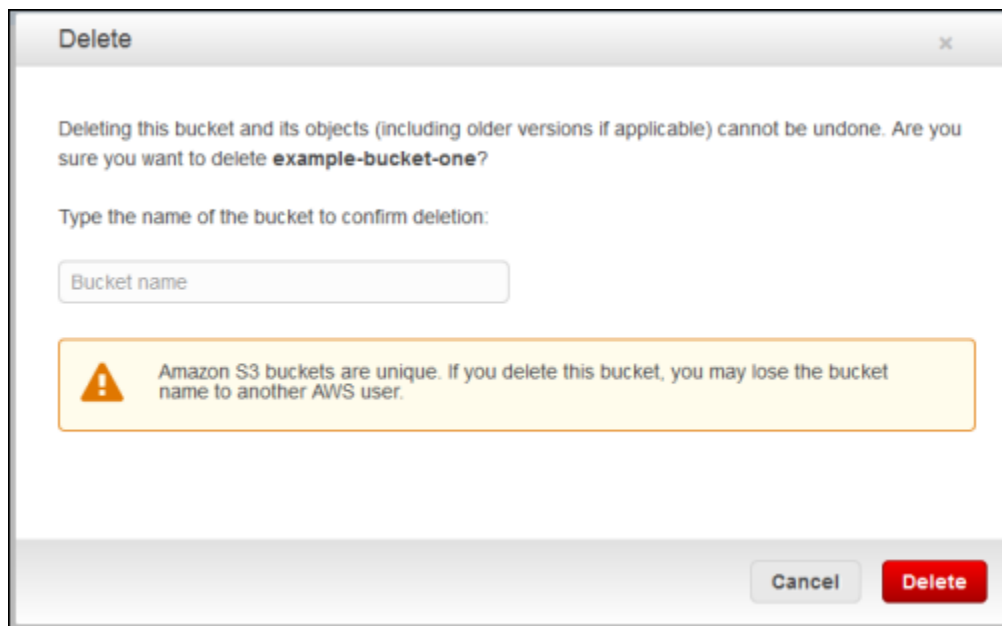 Delete
×
Deleting this bucket and its objects (including older versions if applicable) cannot be undone. Are you
sure you want to delete example-bucket-one?
Type the name of the bucket to confirm deletion:
Bucket name
Amazon S3 buckets are unique. If you delete this bucket, you may lose the bucket
name to another AWS user.
Cancel Delete